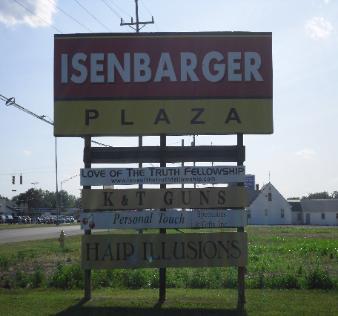 ISENBARGER
PLAZA
LOVE OF THE TRUTH FELLOWSHIP
K & T GUNS
Personal Touch
HAIR ILLUSIONS